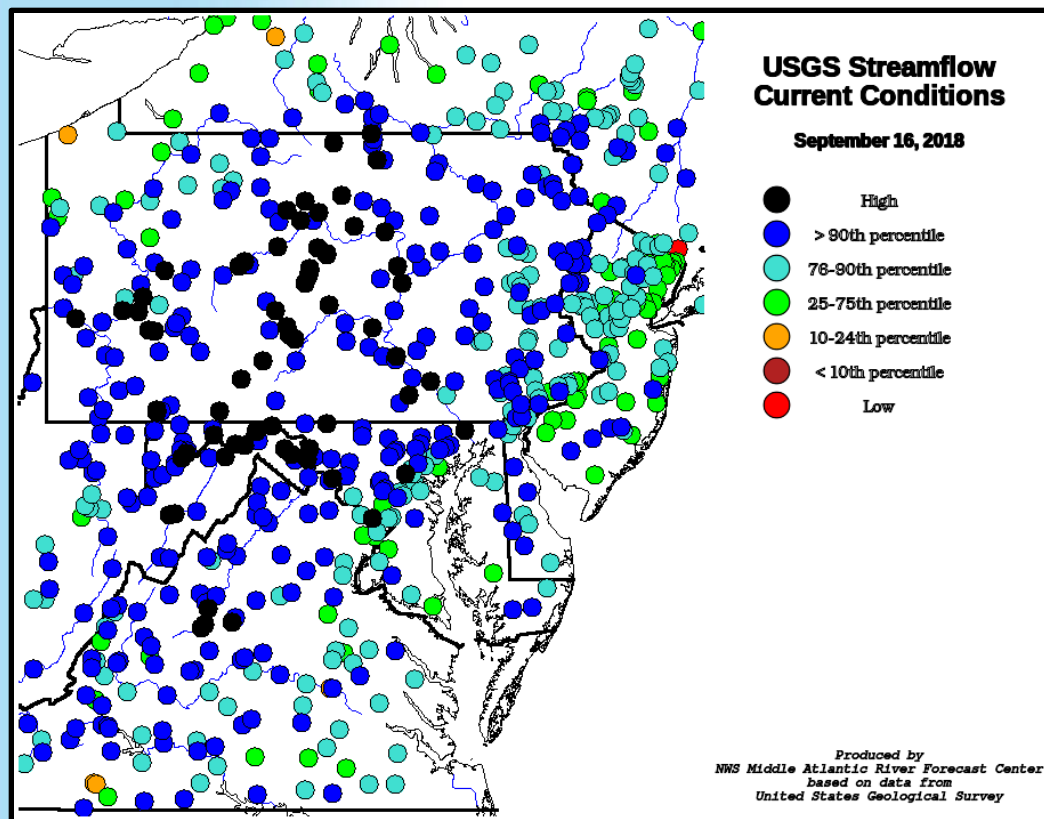 USGS Streamflow
Current Conditions
September 16, 2018
High
> 90th percentile
76-90th percentile
25-75th percentile
10-24th percentile
< 10th percentile
Low
Produced by
NWS Middle Atlantic River Forecast Center
based on data from
United States Geological Survey